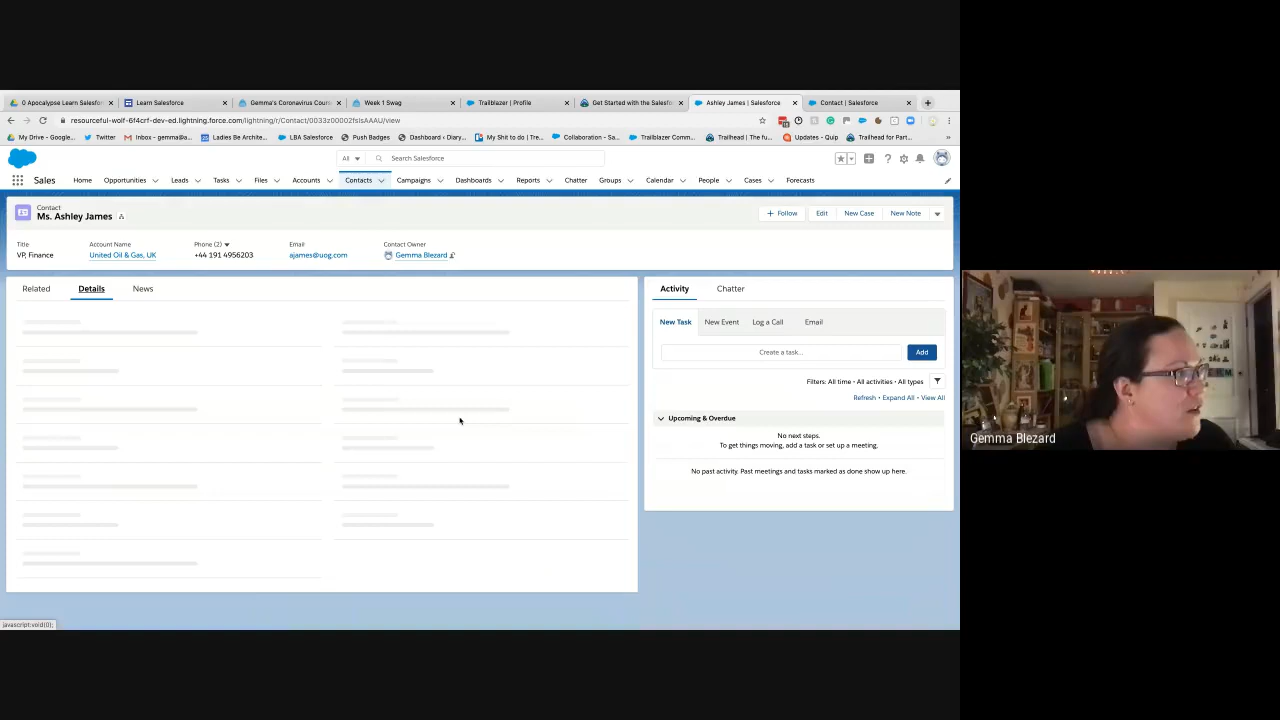 0 Apocalypse Learn Salesfor
Learn Salesforce
Gemma's Coronavirus Cours
Week 1 Swag
Trailblazer | Profile
Get Started with the Salesfo
Ashley James | Salesforce
Contact | Salesforce
resourceful-wolf-6f4crf-dev-ed.lightning.force.com/lightning/r/Contact/0033z00002fsIsAAAU/view
My Drive - Google...
Twitter
Inbox - gemma@a...
Ladies Be Architec...
LBA Salesforce
Push Badges
Dashboard ‹ Diary...
My Shit to do | Tre...
Collaboration - Sa...
Trailblazer Comm...
Trailhead | The fu...
Updates - Quip
Trailhead for Part...
All
Search Salesforce
Sales
Home
Opportunities
Leads
Tasks
Files
Accounts
Contacts
Campaigns
Dashboards
Reports
Chatter
Groups
Calendar
People
Cases
Forecasts
Contact
Ms. Ashley James
+ Follow
Edit
New Case
New Note
Title
Account Name
Phone (2)
Email
Contact Owner
VP, Finance
United Oil & Gas, UK
+44 191 4956203
ajames@uog.com
Gemma Blezard
Related
Details
News
Activity
Chatter
New Task
New Event
Log a Call
Email
Create a task...
Add
Filters: All time • All activities • All types
Refresh • Expand All • View All
Upcoming & Overdue
No next steps.
To get things moving, add a task or set up a meeting.
No past activity. Past meetings and tasks marked as done show up here.
javascript:void(0);
Gemma Blezard